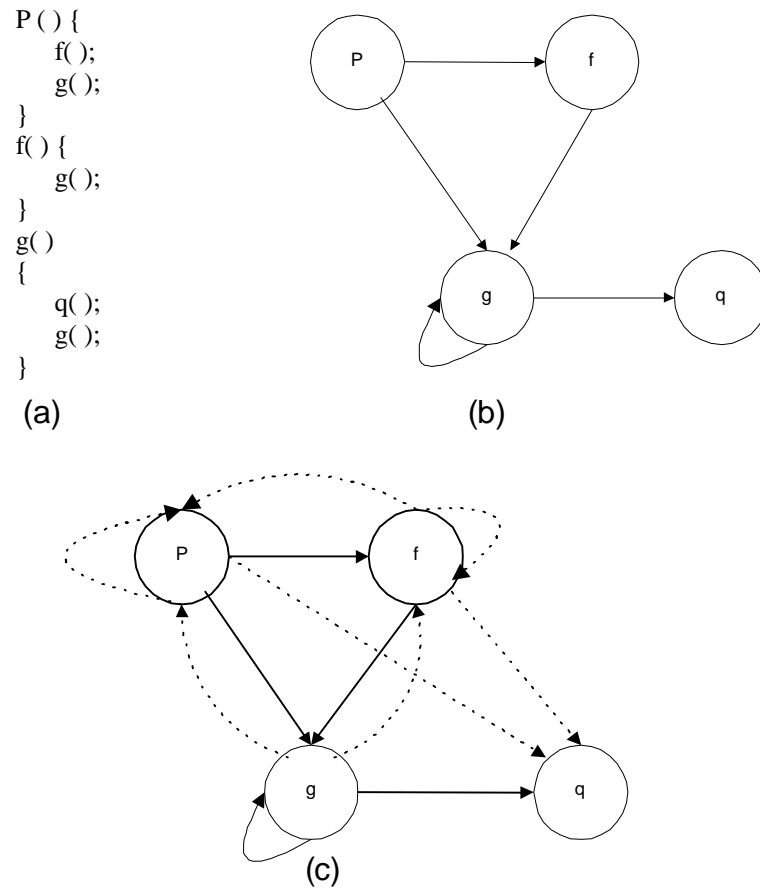 P ( ) {
f( );
g( );
}
f( ) {
g( );
}
g( )
{
q( );
g( );
}
(a)
P
f
g
q
(b)
P
f
g
q
(c)